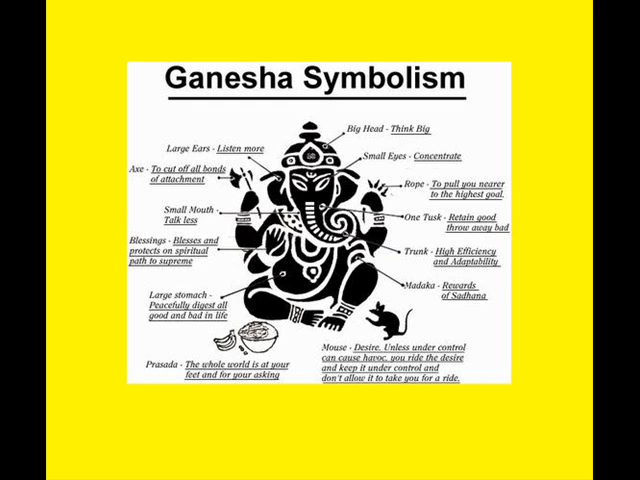 Ganesha Symbolism
Big Head - Think Big
Large Ears - Listen more
Small Eyes - Concentrate
Axe - To cut off all bonds
of attachment
Rope - To pull you nearer
to the highest goal.
Small Mouth -
Talk less
One Tusk - Retain good
throw away bad
Blessings - Blesses and
protects on spiritual
path to supreme
Trunk - High Efficiency
and Adaptability
Madaka - Rewards
of Sadhana
Large stomach -
Peacefully digest all
good and bad in life
Prasada - The whole world is at your
feet and for your asking
Mouse - Desire. Unless under control
can cause havoc. you ride the desire
and keep it under control and
don't allow it to take you for a ride.